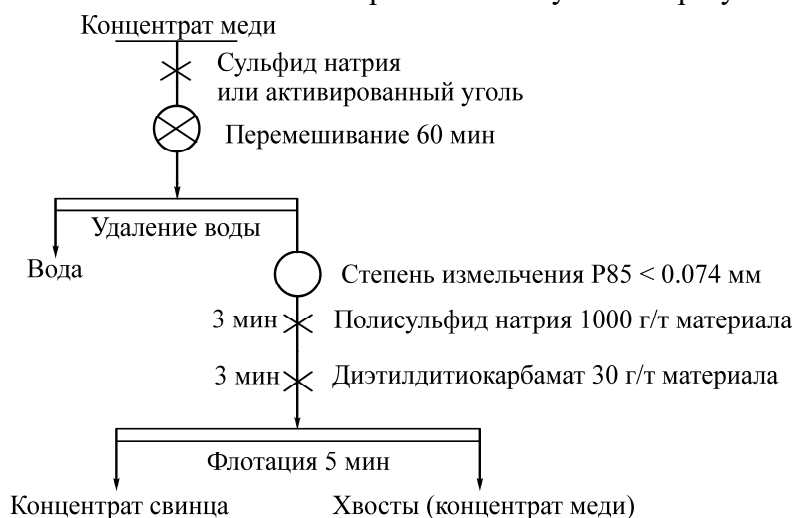 Концентрат меди
Сульфид натрия
или активированный уголь
Перемешивание 60 мин
Удаление воды
Вода
Степень измельчения P85 < 0.074 мм
3 мин Полисульфид натрия 1000 г/т материала
3 мин Диэтилдитиокарбамат 30 г/т материала
Флотация 5 мин
Концентрат свинца Хвосты (концентрат меди)